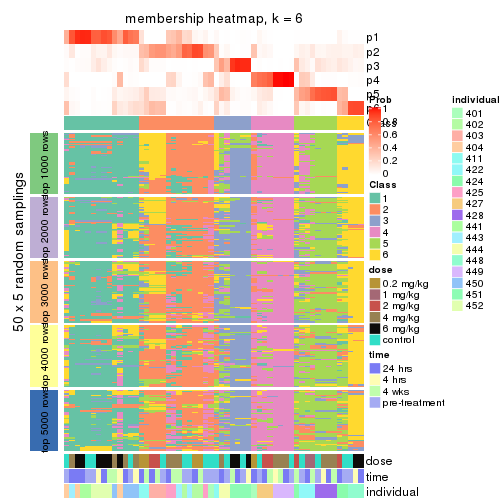 membership heatmap, k = 6
p1
p2
p3
p4
p5
Prob
1
0.8
0.6
0.4
0.2
0
Class
1
2
3
4
5
6
dose
0.2 mg/kg
1 mg/kg
2 mg/kg
4 mg/kg
6 mg/kg
control
time
24 hrs
4 hrs
4 wks
pre-treatment
individual
401
402
403
404
411
422
424
425
427
428
441
443
444
448
449
450
451
452
50 x 5 random samplings
top 1000 rows
top 2000 rows
top 3000 rows
top 4000 rows
top 5000 rows
dose
time
individual